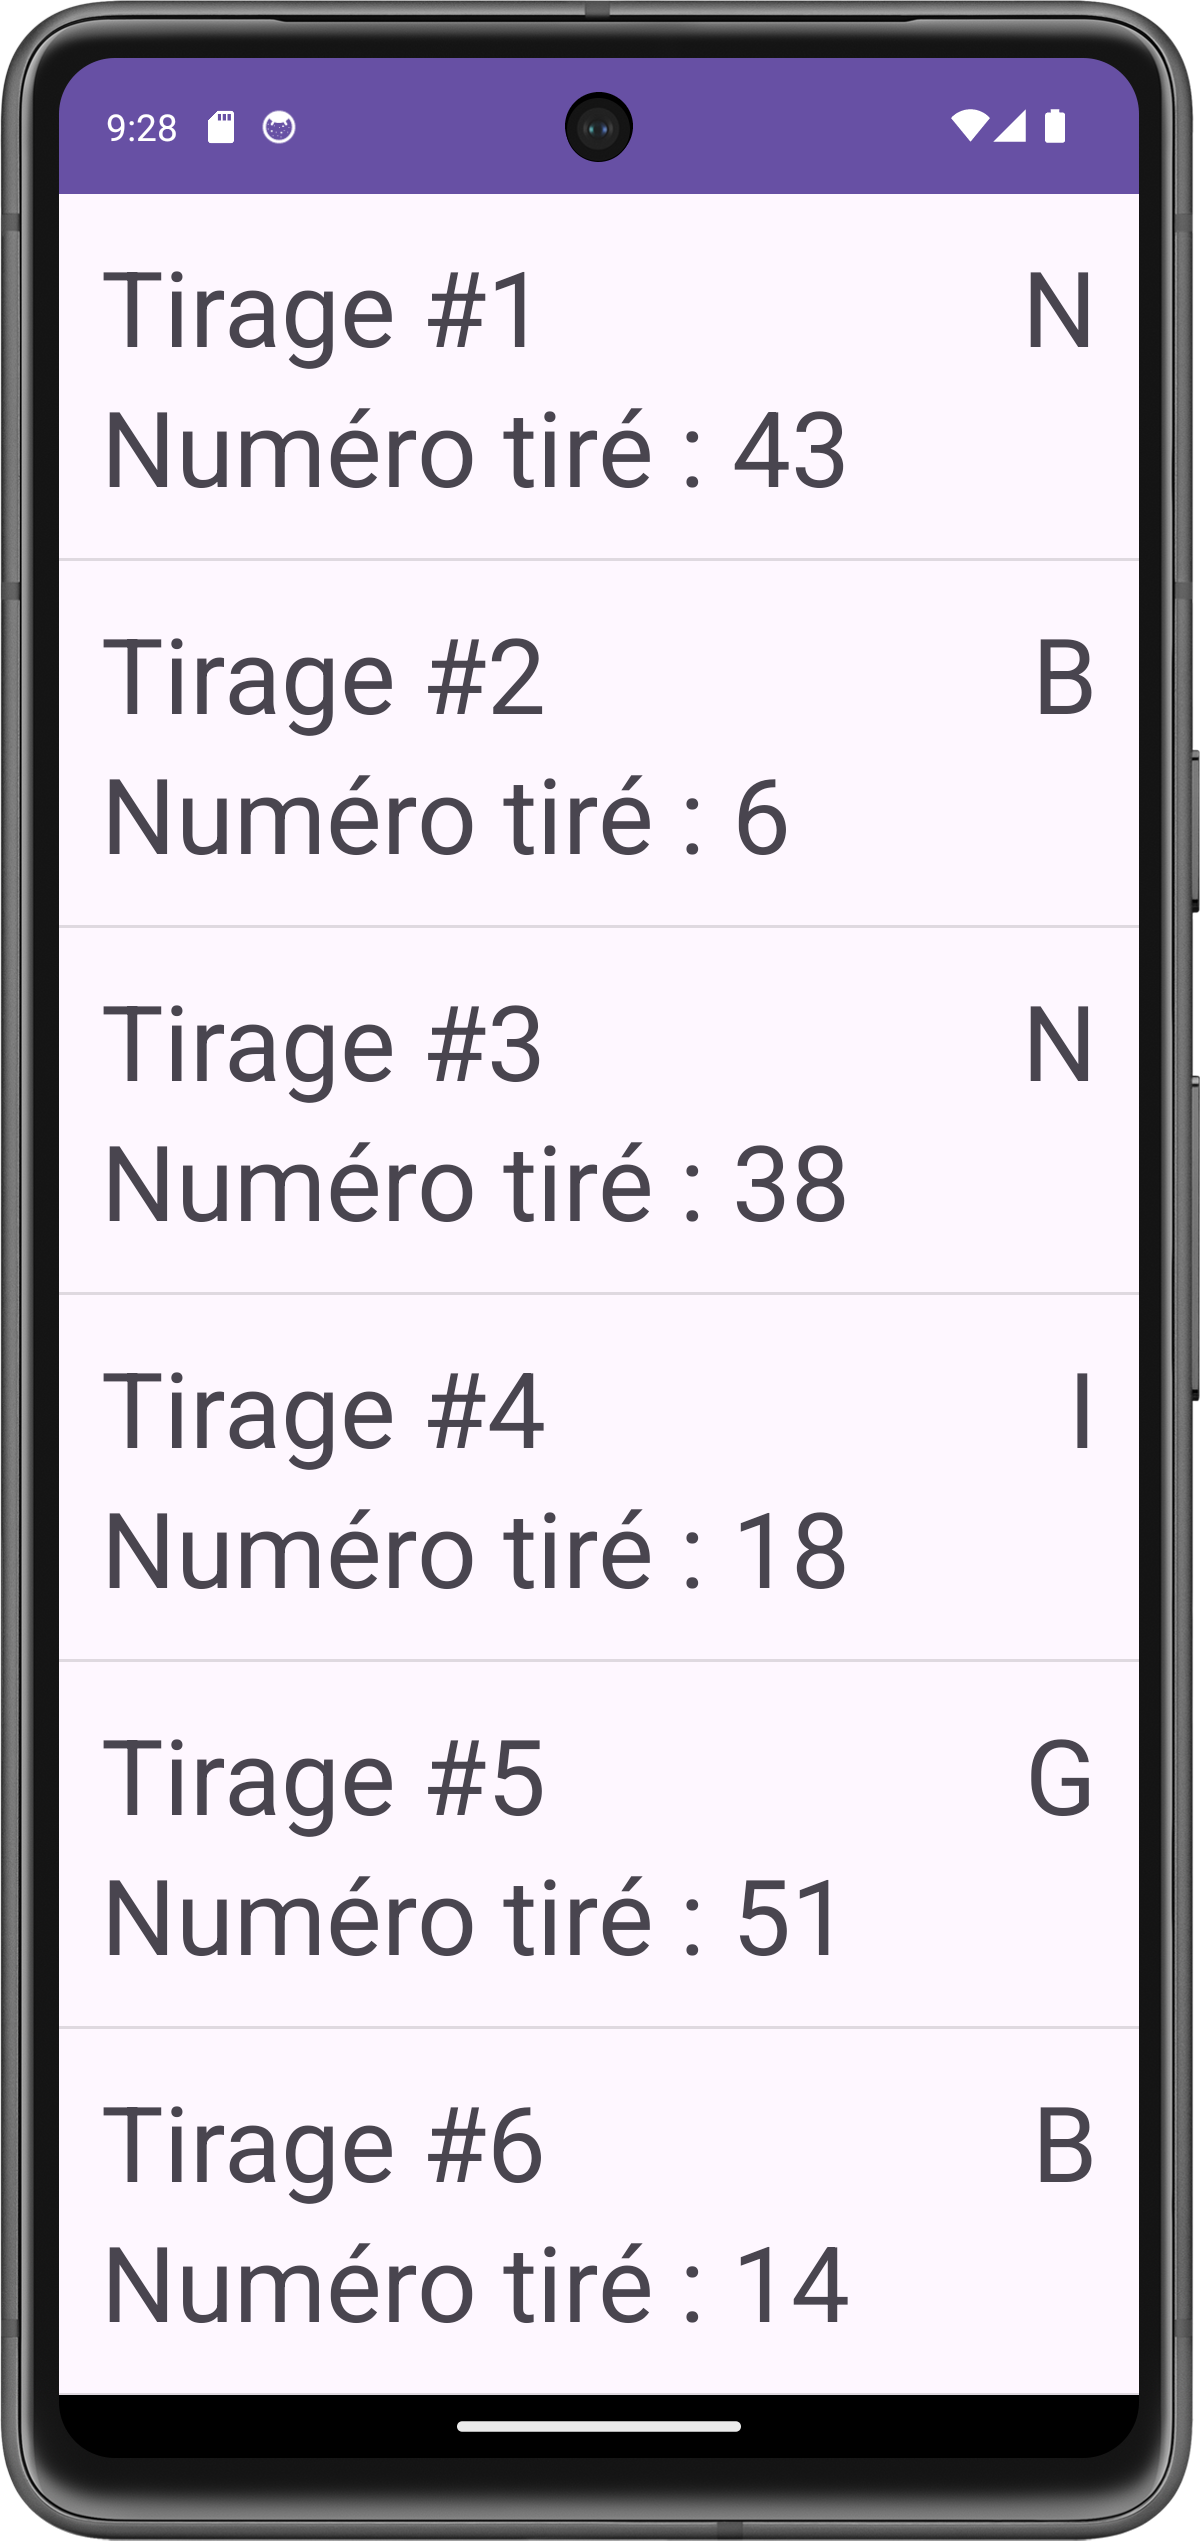 9:28
Tirage #1 N
Numéro tiré : 43
Tirage #2 B
Numéro tiré : 6
Tirage #3 N
Numéro tiré : 38
Tirage #4 I
Numéro tiré : 18
Tirage #5 G
Numéro tiré : 51
Tirage #6 B
Numéro tiré : 14